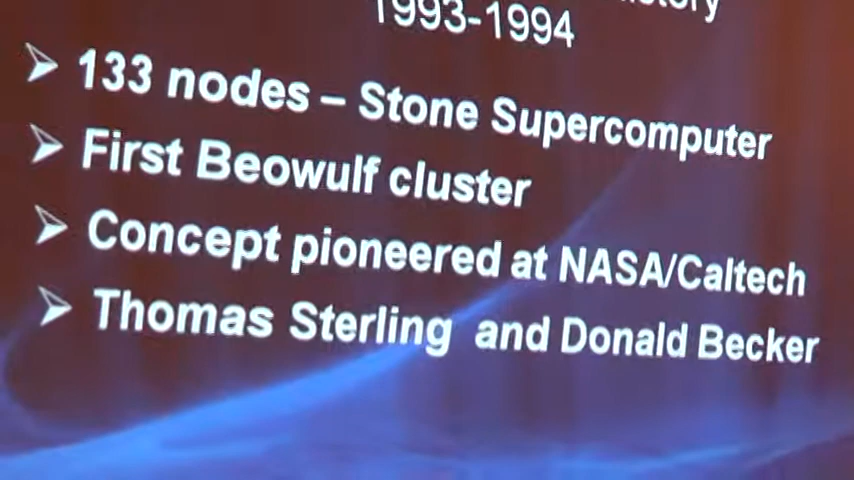 1993-1994
➢ 133 nodes – Stone Supercomputer
➢ First Beowulf cluster
➢ Concept pioneered at NASA/Caltech
➢ Thomas Sterling and Donald Becker